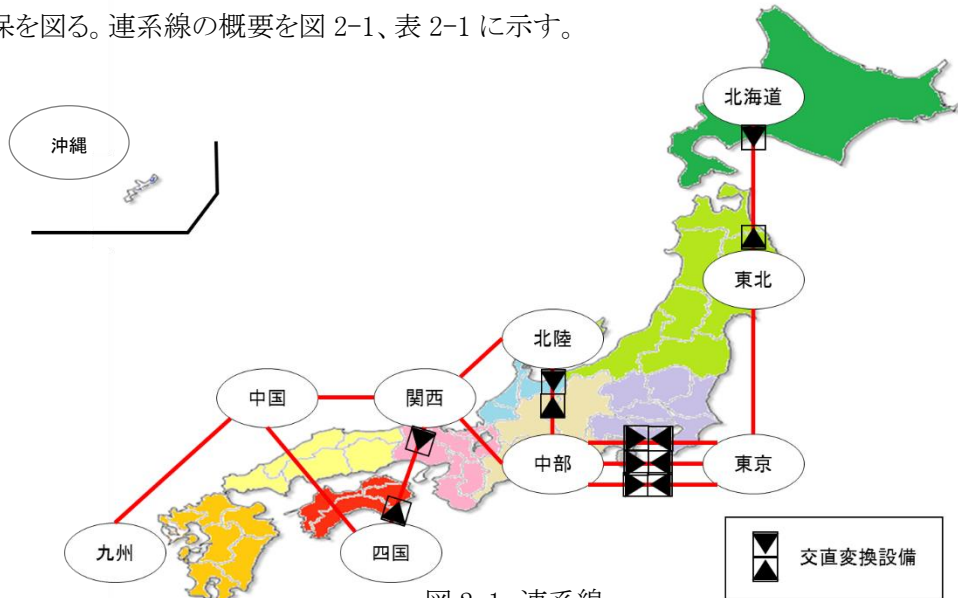 保を図る。連系線の概要を図 2-1、表 2-1 に示す。
北海道
沖縄
東北
北陸
中国
関西
中部
東京
九州
四国
交直変換設備
図 2-1 連系線